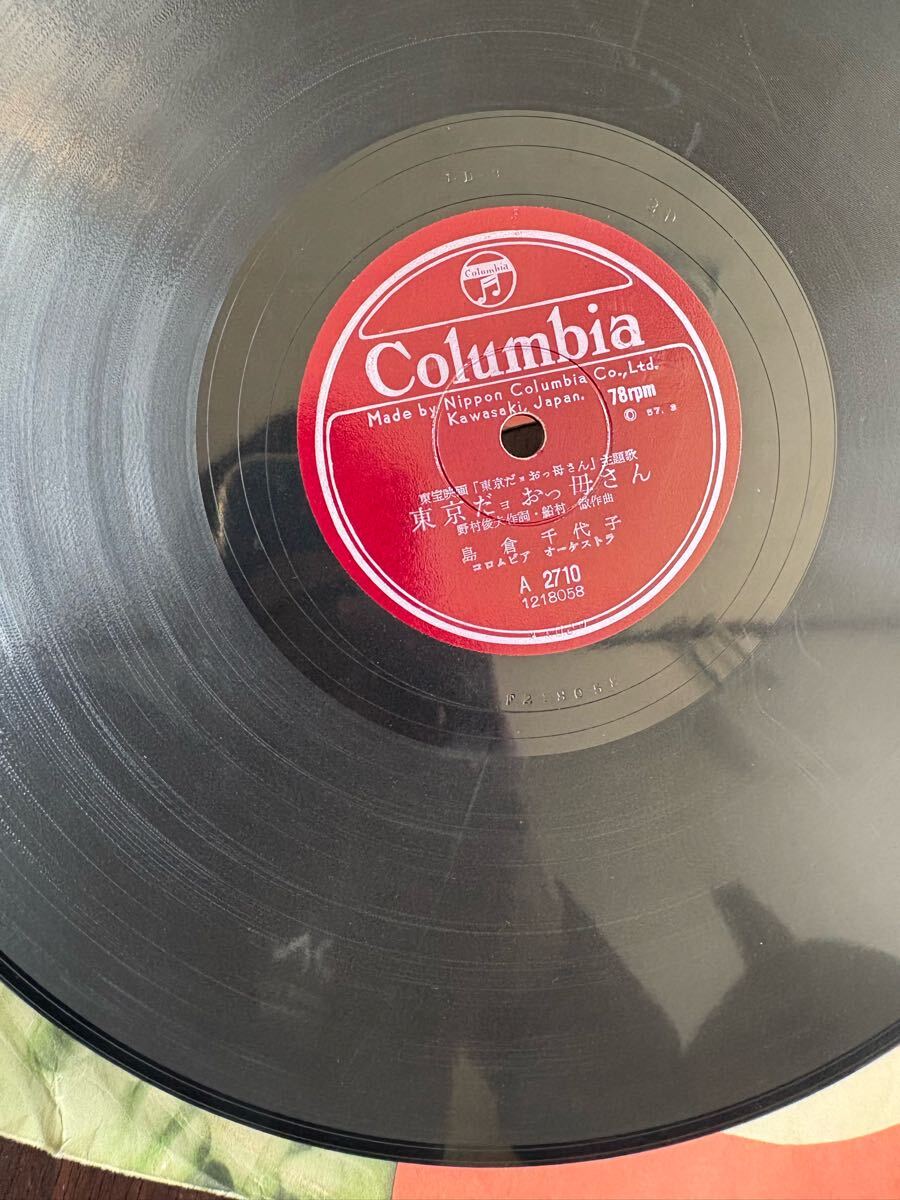 Columbia
Columbia
Made by Nippon Columbia Co.,Ltd.
Kawasaki, Japan.
78rpm
Ⓟ 57. 3
東宝映画「東京だョおっ母さん」主題歌
東京だョおっ母さん
野村俊夫作詞・船村 徹作曲
島倉千代子
コロムビア オーケストラ
A 2710
1218058